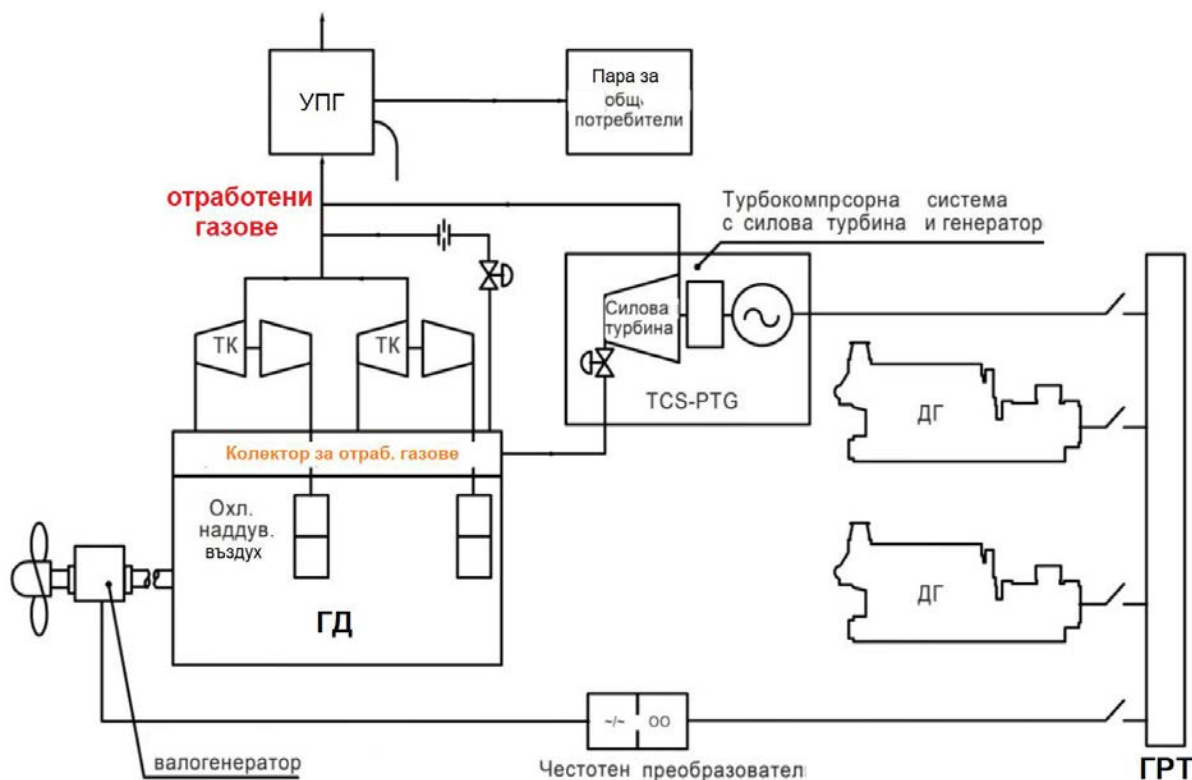 УПГ
Пара за
общ.
потребители
отработени
газове
Турбокомпрсорна система
с силова турбина и генератор
ТК
ТК
Силова
турбина
TCS-PTG
ДГ
Колектор за отраб. газове
Охл.
наддув.
въздух
ДГ
ГД
~/~ OO
валогенератор
Честотен преобразовател
ГРТ